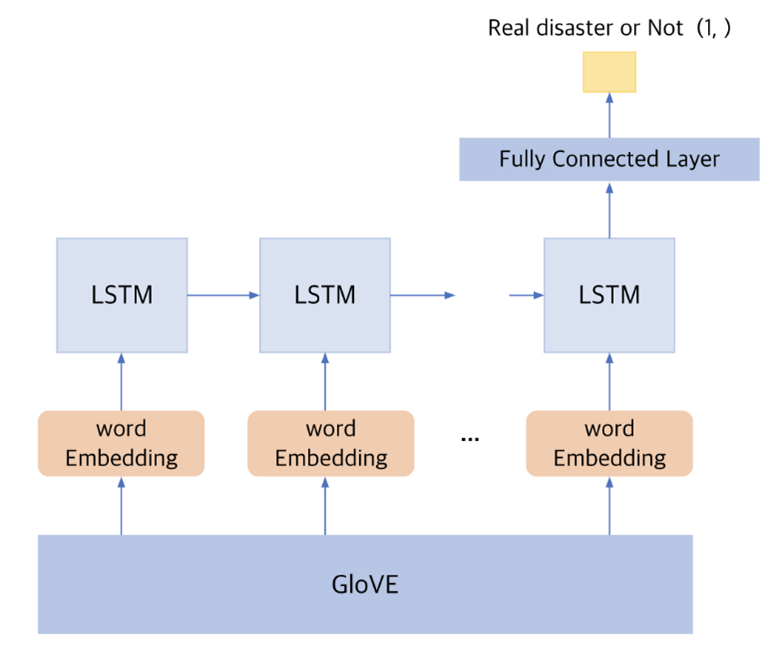 Real disaster or Not (1, )
Fully Connected Layer
LSTM
LSTM
LSTM
word
Embedding
word
Embedding
...
word
Embedding
GloVE